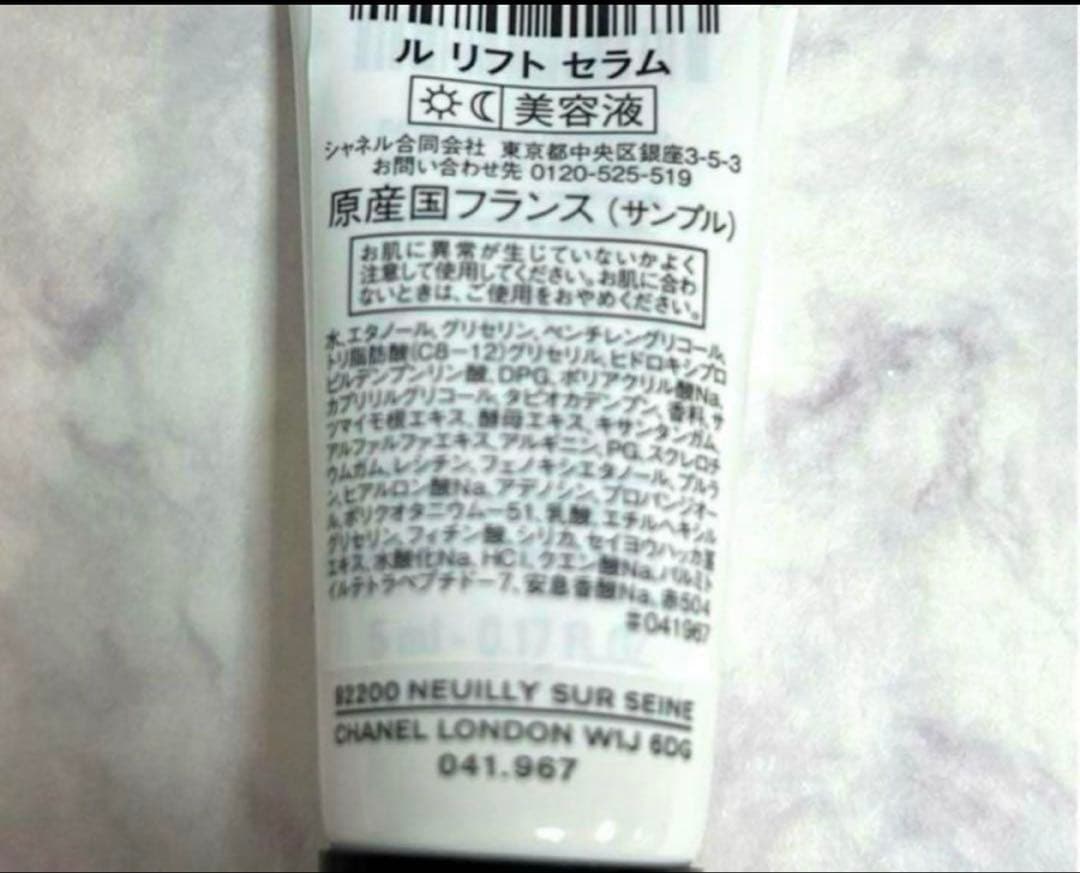 ル リフト セラム
美容液
シャネル合同会社 東京都中央区銀座3-5-3
お問い合わせ先 0120-525-519
原産国フランス（サンプル）
お肌に異常が生じていないかよく
注意して使用してください。お肌に合わ
ないときは、ご使用をおやめください。
水、エタノール、グリセリン、ペンチレングリコール、
トリ脂肪酸(C8-12)グリセリル、ヒドロキシプロ
ピルデンプンリン酸、DPG、ポリアクリル酸Na、
カプリリルグリコール、タピオカデンプン、香料、サ
ツマイモ根エキス、酵母エキス、キサンタンガム、
アルファルファエキス、アルギニン、PG、スクレロチ
ウムガム、レシチン、フェノキシエタノール、プルラ
ン、ヒアルロン酸Na、アデノシン、プロパンジオー
ル、ポリクオタニウム-51、乳酸、エチルヘキシル
グリセリン、フィチン酸、シリカ、セイヨウハッカ葉
エキス、水酸化Na、HCl、クエン酸Na、パルミト
イルテトラペプチド-7、安息香酸Na、赤504
#041967
5ml - 0.17 fl
92200 NEUILLY SUR SEINE
CHANEL LONDON W1J 6DG
041.967